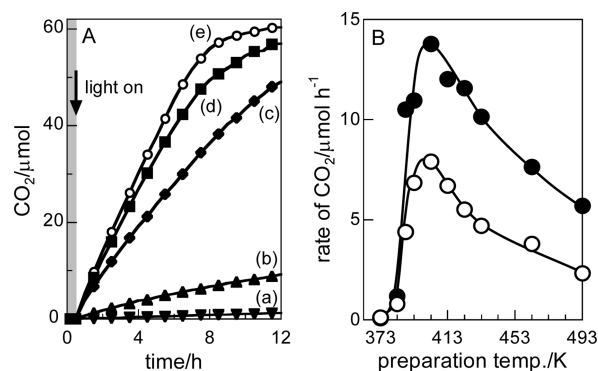 A
light on
(e)
(d)
(c)
(b)
(a)
CO₂/μmol
60
40
20
0
0 4 8 12
time/h
B
rate of CO₂/μmol h⁻¹
15
10
5
0
373 413 453 493
preparation temp./K